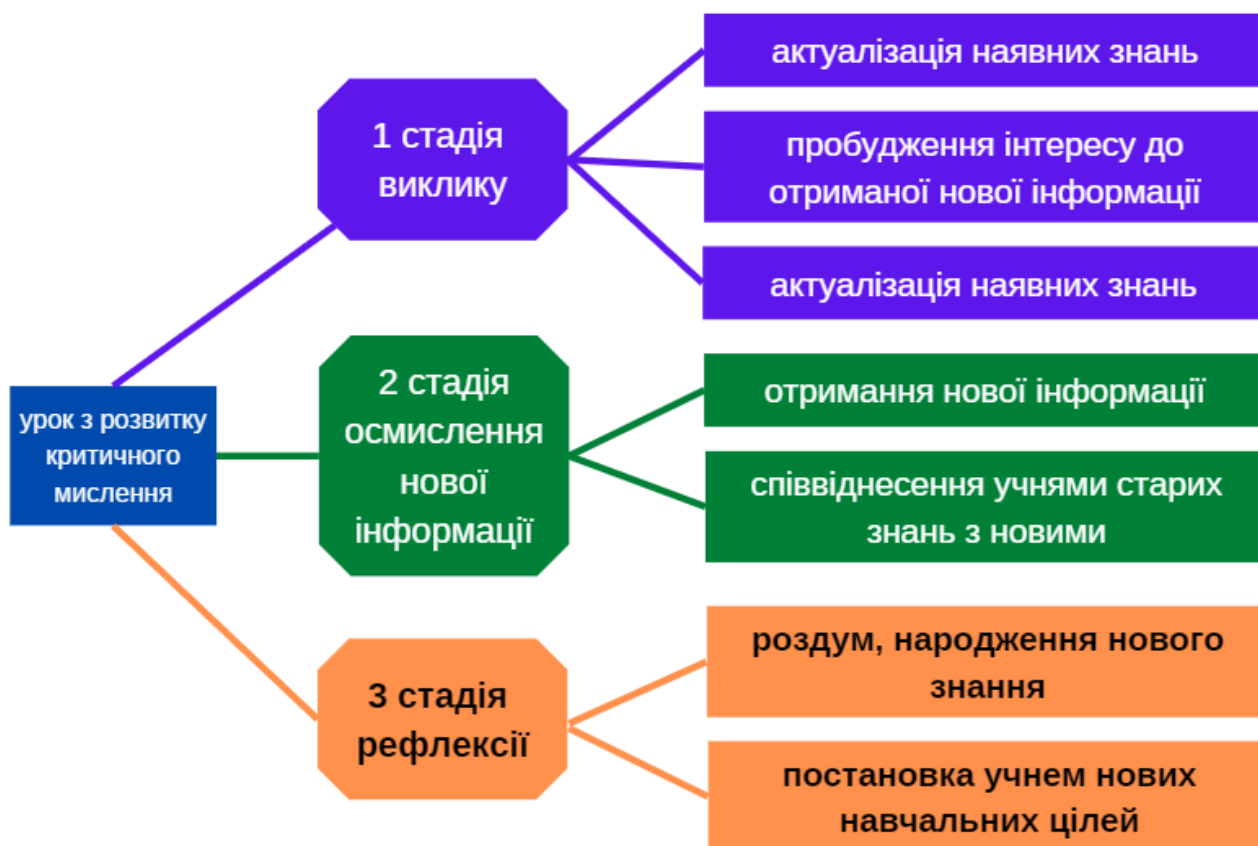 урок з розвитку
критичного
мислення
1 стадія
виклику
актуалізація наявних знань
пробудження інтересу до
отриманої нової інформації
актуалізація наявних знань
2 стадія
осмислення
нової
інформації
отримання нової інформації
співвіднесення учнями старих
знань з новими
3 стадія
рефлексії
роздум, народження нового
знання
постановка учнем нових
навчальних цілей